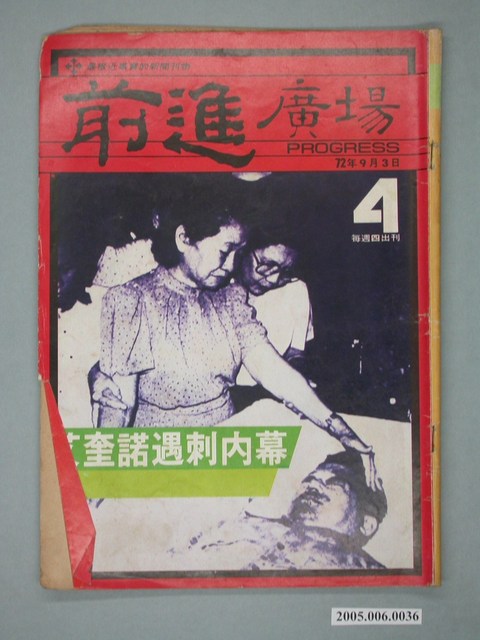 前進廣場
PROGRESS
72年9月3日
4
每週四出刊
奎諾遇刺內幕
2005.006.0036